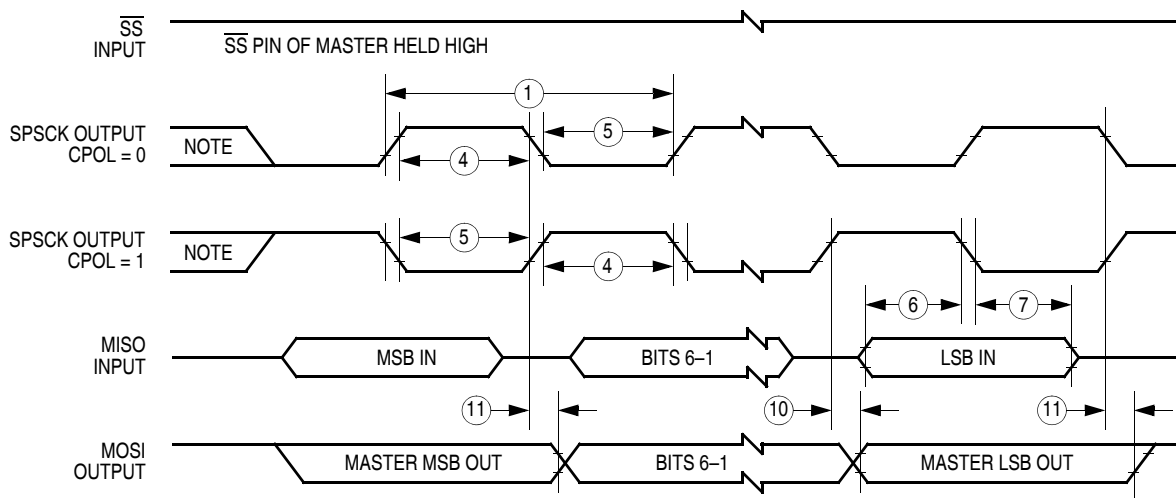 SS
INPUT
SS PIN OF MASTER HELD HIGH
1
SPSCK OUTPUT
CPOL = 0
NOTE
5
4
SPSCK OUTPUT
CPOL = 1
NOTE
5
4
6
7
MISO
INPUT
MSB IN
BITS 6–1
LSB IN
11
10
11
MOSI
OUTPUT
MASTER MSB OUT
BITS 6–1
MASTER LSB OUT